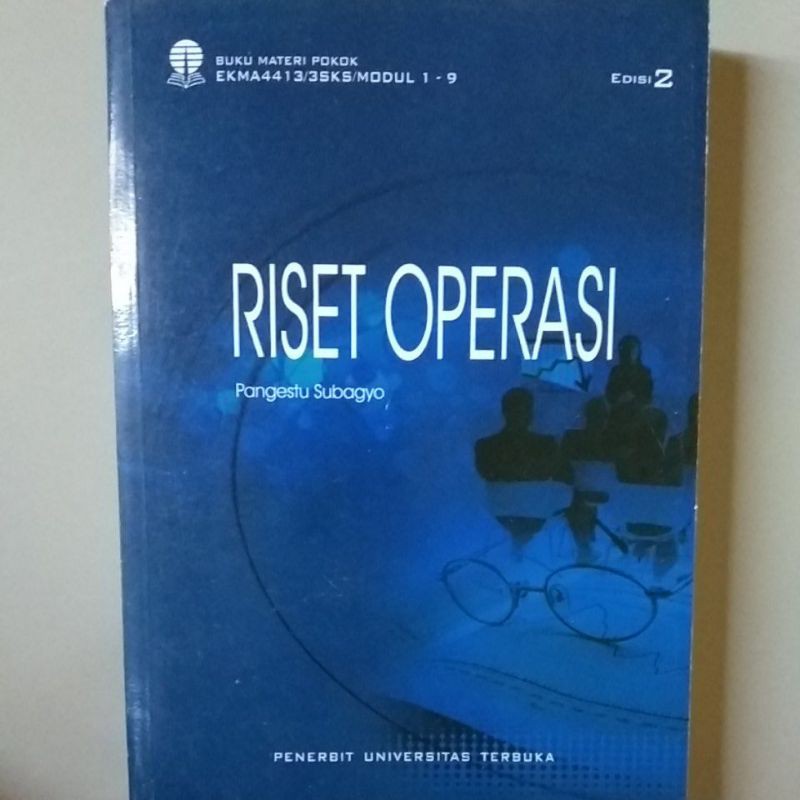 BUKU MATERI POKOK
EKMA4413/3SKS/MODUL 1 - 9
EDISI 2
RISET OPERASI
Pangestu Subagyo
PENERBIT UNIVERSITAS TERBUKA